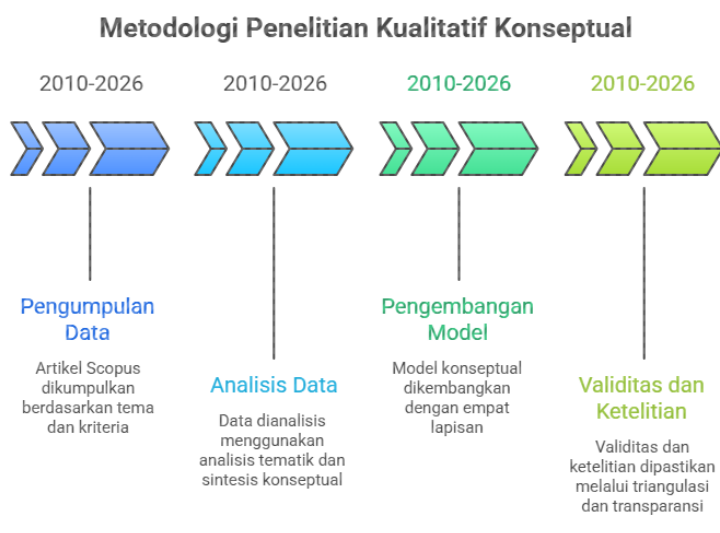 Metodologi Penelitian Kualitatif Konseptual
2010-2026
2010-2026
2010-2026
2010-2026
Pengumpulan
Data
Artikel Scopus
dikumpulkan
berdasarkan tema
dan kriteria
Analisis Data
Data dianalisis
menggunakan
analisis tematik dan
sintesis konseptual
Pengembangan
Model
Model konseptual
dikembangkan
dengan empat
lapisan
Validitas dan
Ketelitian
Validitas dan
ketelitian dipastikan
melalui triangulasi
dan transparansi